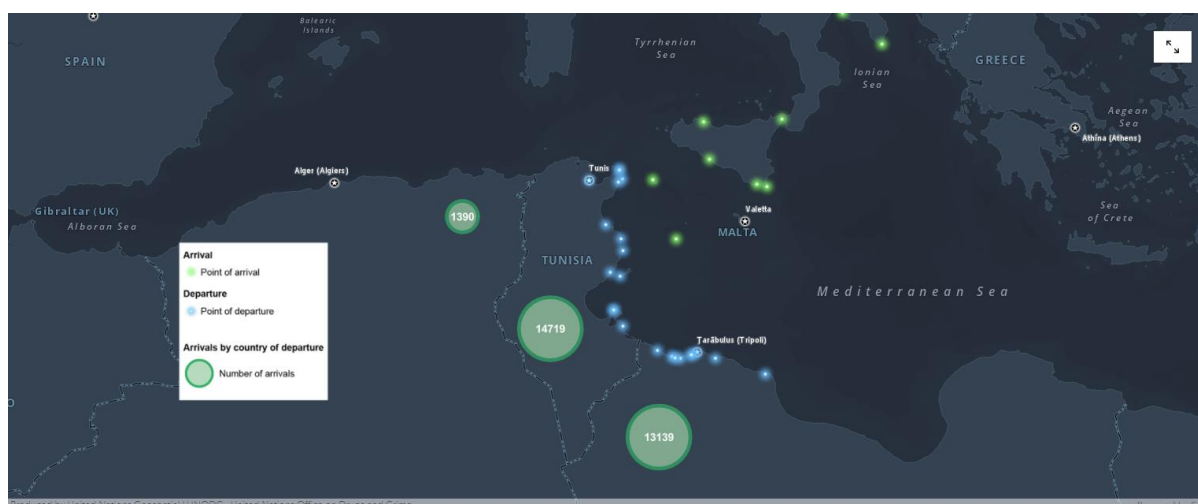 Balearic
Islands
SPAIN
Tyrrhenian
Sea
Ionian
Sea
GREECE
Aegean
Sea
Athína (Athens)
Alger (Algiers)
Tunis
Gibraltar (UK)
Alboran Sea
1390
Valetta
MALTA
Sea
of Crete
Arrival
Point of arrival
Departure
Point of departure
Arrivals by country of departure
Number of arrivals
TUNISIA
Mediterranean Sea
14719
Ṭarābulus (Tripoli)
13139
O